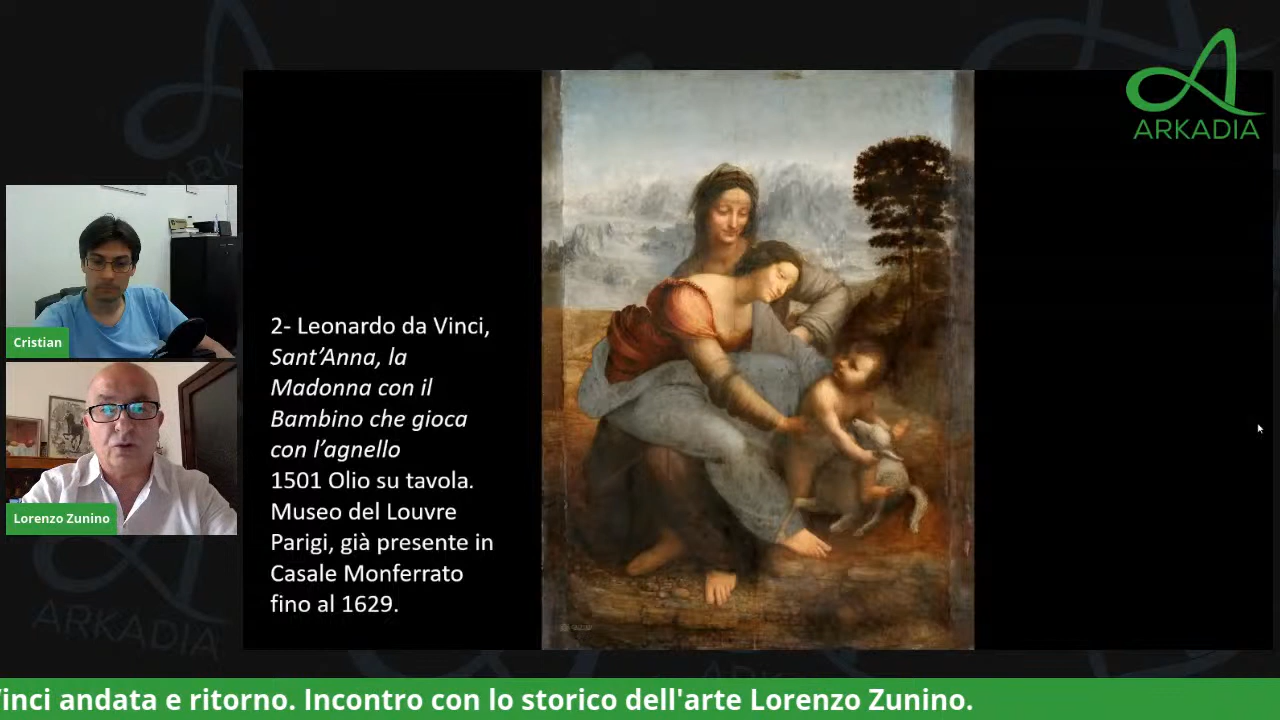 ARKADIA
Cristian
Lorenzo Zunino
2- Leonardo da Vinci,
Sant’Anna, la
Madonna con il
Bambino che gioca
con l’agnello
1501 Olio su tavola.
Museo del Louvre
Parigi, già presente in
Casale Monferrato
fino al 1629.
ARKADIA
Vinci andata e ritorno. Incontro con lo storico dell'arte Lorenzo Zunino.